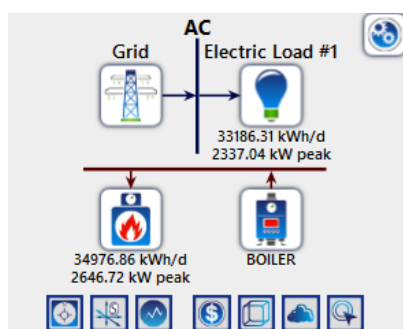 AC
Grid
Electric Load #1
33186.31 kWh/d
2337.04 kW peak
34976.86 kWh/d
2646.72 kW peak
BOILER